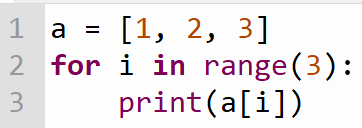 1 a = [1, 2, 3]
2 for i in range(3):
3     print(a[i])